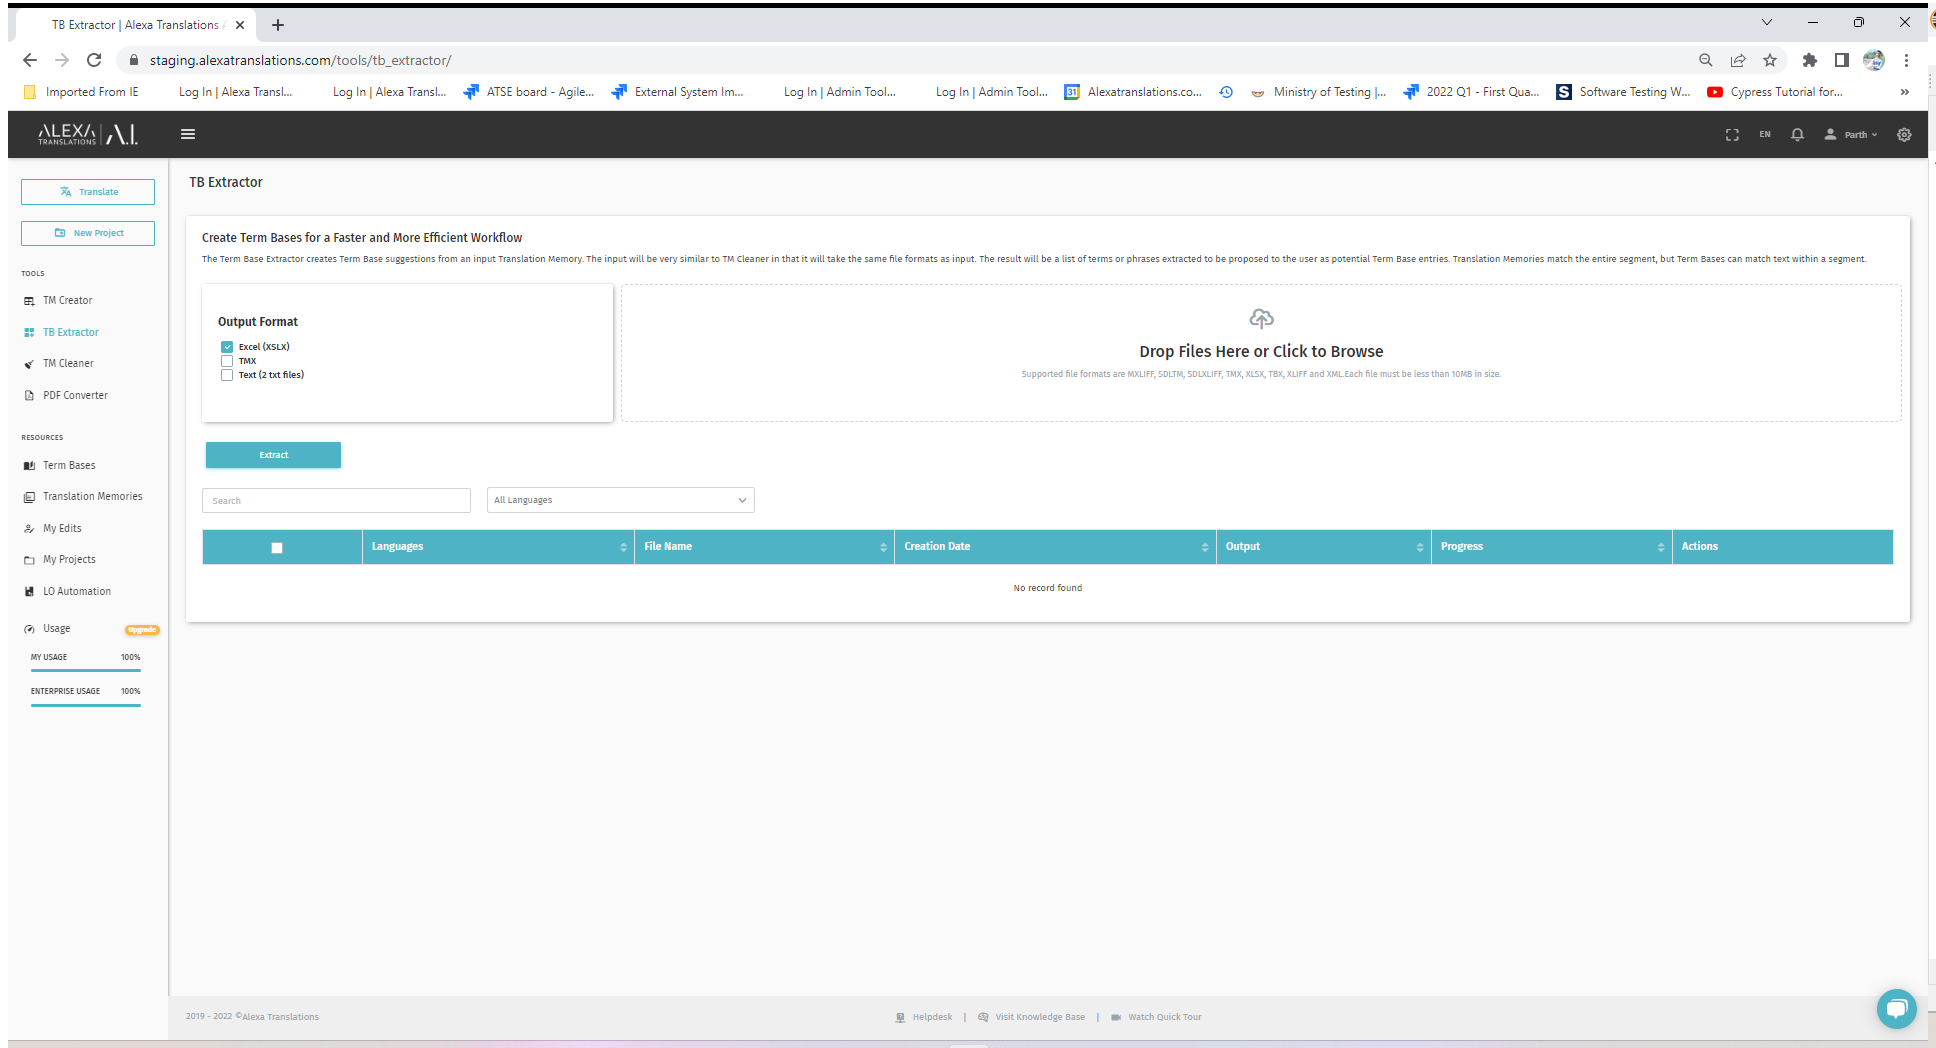 TB Extractor | Alexa Translations
staging.alexatranslations.com/tools/tb_extractor/
Imported From IE
Log In | Alexa Transl...
Log In | Alexa Transl...
ATSE board - Agile...
External System Im...
Log In | Admin Tool...
Log In | Admin Tool...
31
Alexatranslations.co...
Ministry of Testing |...
2022 Q1 - First Qua...
S
Software Testing W...
Cypress Tutorial for...
»
ALEXA TRANSLATIONS | A.I.
EN
Parth
Translate
New Project
TOOLS
TM Creator
TB Extractor
TM Cleaner
PDF Converter
RESOURCES
Term Bases
Translation Memories
My Edits
My Projects
LO Automation
Usage
Upgrade
MY USAGE 100%
ENTERPRISE USAGE 100%
TB Extractor
Create Term Bases for a Faster and More Efficient Workflow
The Term Base Extractor creates Term Base suggestions from an input Translation Memory. The input will be very similar to TM Cleaner in that it will take the same file formats as input. The result will be a list of terms or phrases extracted to be proposed to the user as potential Term Base entries. Translation Memories match the entire segment, but Term Bases can match text within a segment.
Output Format
Excel (XSLX)
TMX
Text (2 txt files)
Drop Files Here or Click to Browse
Supported file formats are MXLIFF, SDLTM, SDLXLIFF, TMX, XLSX, TBX, XLIFF and XML.Each file must be less than 10MB in size.
Extract
Search
All Languages
Languages
File Name
Creation Date
Output
Progress
Actions
No record found
2019 - 2022 ©Alexa Translations
Helpdesk | Visit Knowledge Base | Watch Quick Tour